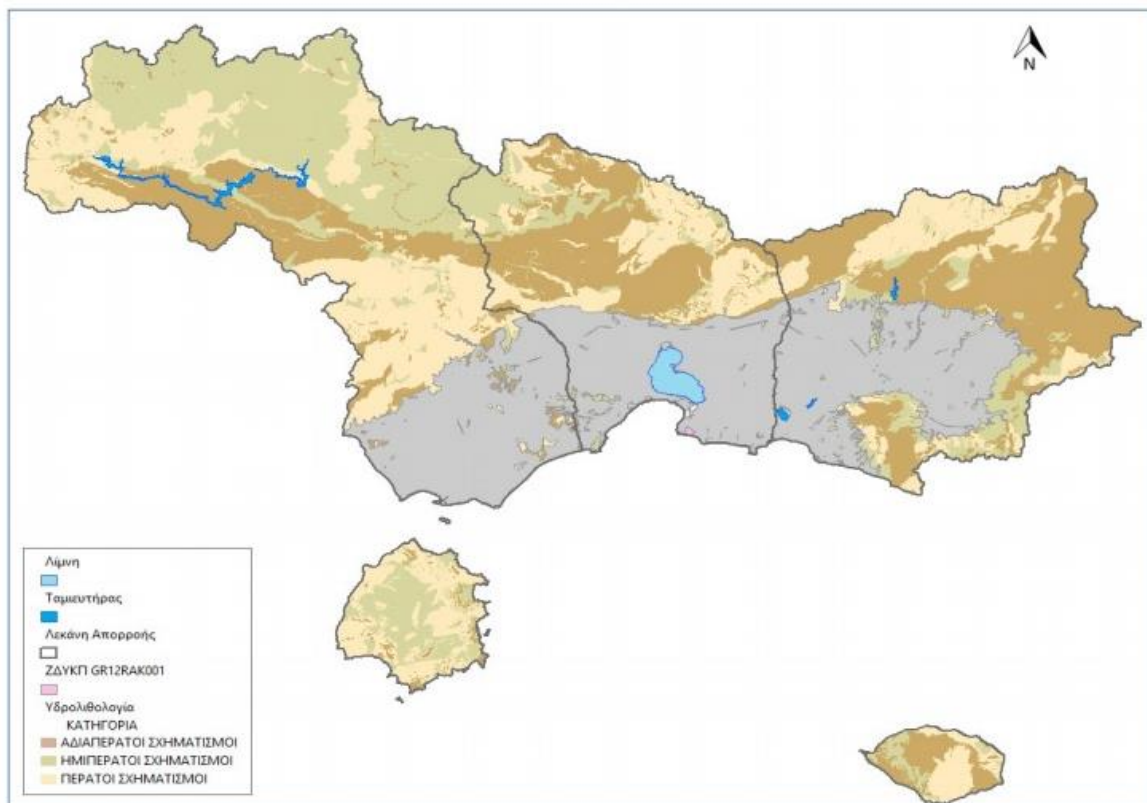 N
Λίμνη
Ταμιευτήρας
Λεκάνη Απορροής
ΖΔΥΚΠ GR12RAK001
Υδρολιθολογία
ΚΑΤΗΓΟΡΙΑ
ΑΔΙΑΠΕΡΑΤΟΙ ΣΧΗΜΑΤΙΣΜΟΙ
ΗΜΙΠΕΡΑΤΟΙ ΣΧΗΜΑΤΙΣΜΟΙ
ΠΕΡΑΤΟΙ ΣΧΗΜΑΤΙΣΜΟΙ